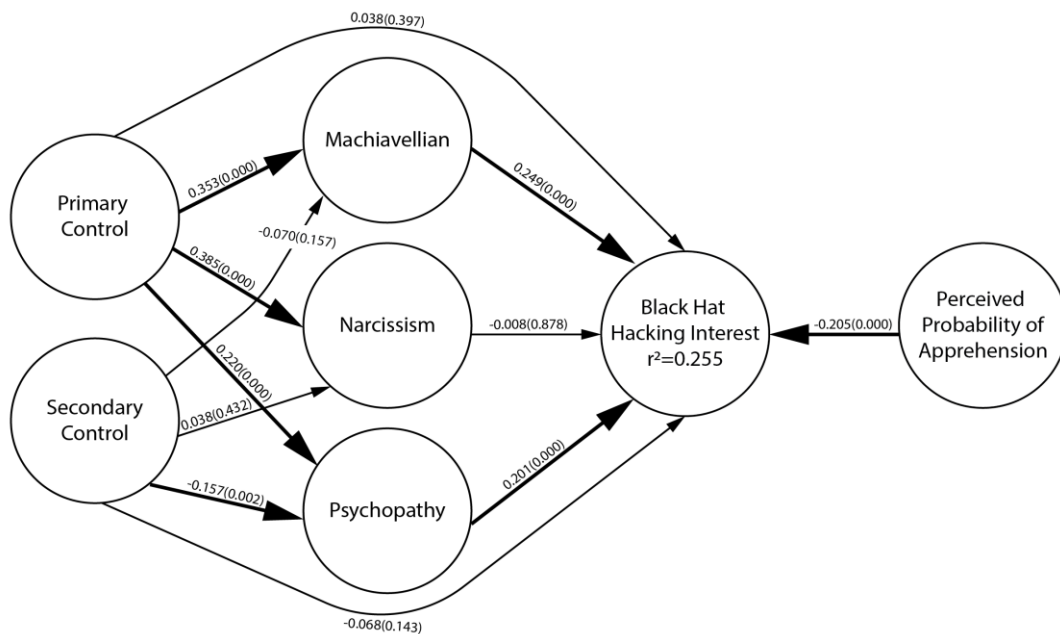 0.038(0.397)
Machiavellian
0.353(0.000)
0.249(0.000)
Primary
Control
-0.070(0.157)
0.385(0.000)
Narcissism
-0.008(0.878)
Black Hat
Hacking Interest
r²=0.255
-0.205(0.000)
Perceived
Probability of
Apprehension
0.220(0.000)
Secondary
Control
0.038(0.432)
0.201(0.000)
-0.157(0.002)
Psychopathy
-0.068(0.143)